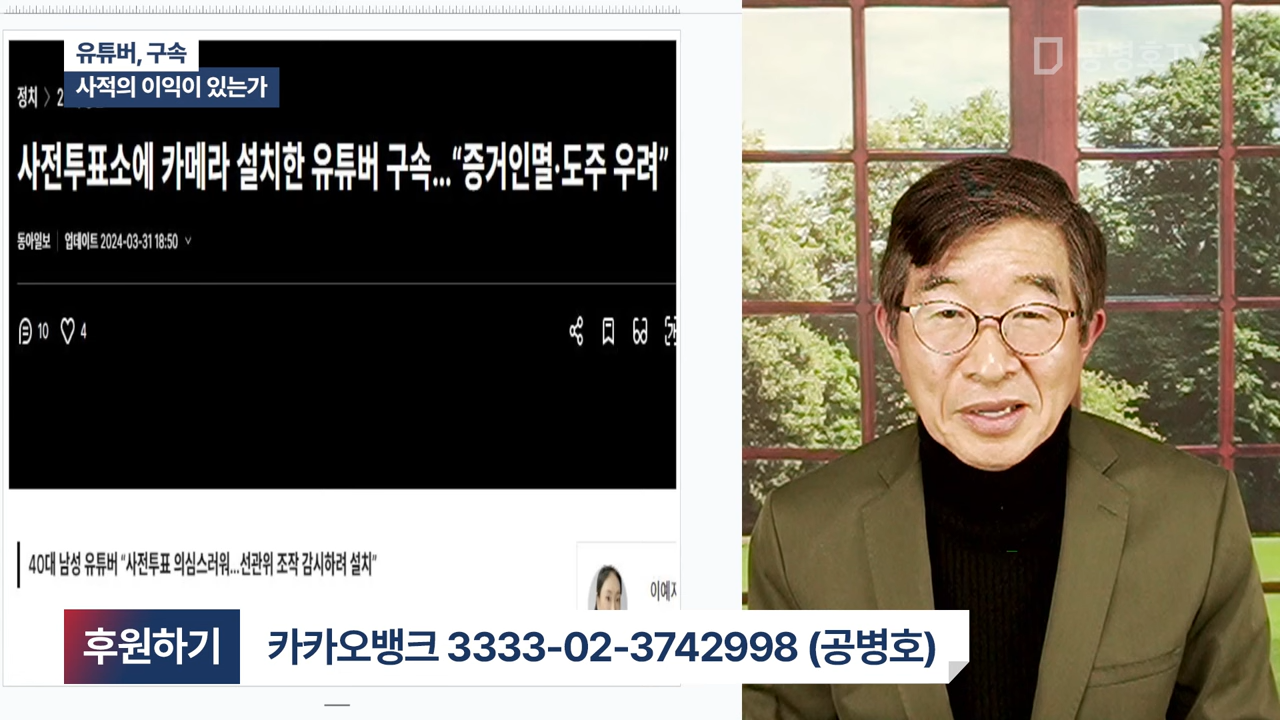 유튜버, 구속
사적의 이익이 있는가
정치 > 2
사전투표소에 카메라 설치한 유튜버 구속…“증거인멸·도주 우려”
동아일보 | 업데이트 2024-03-31 18:50
10 4
40대 남성 유튜버 “사전투표 의심스러워…선관위 조작 감시하려 설치”
이예지
후원하기
카카오뱅크 3333-02-3742998 (공병호)
공병호TV